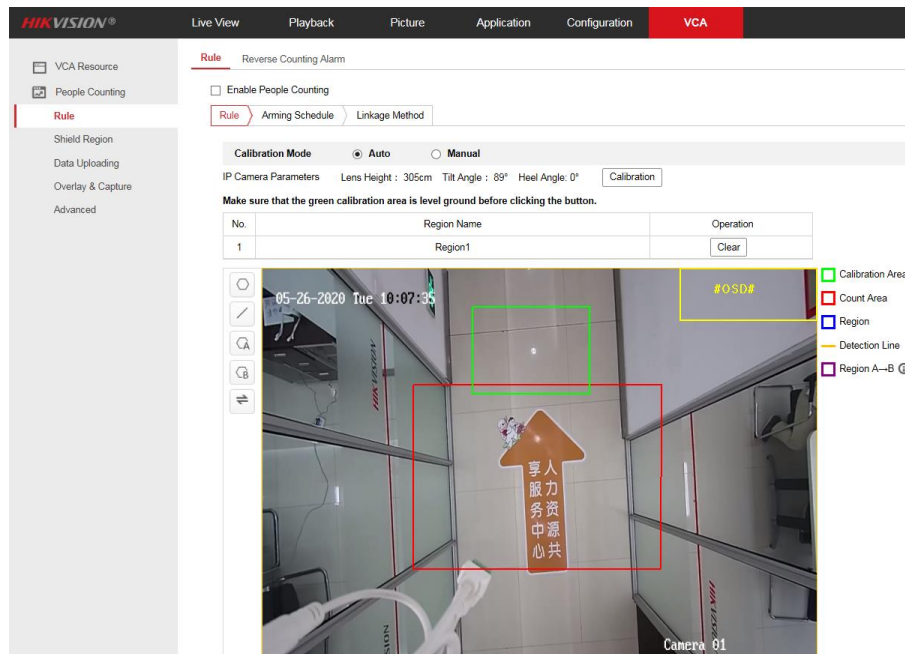 HIKVISION®
Live View Playback Picture Application Configuration VCA
VCA Resource
People Counting
Rule
Shield Region
Data Uploading
Overlay & Capture
Advanced
Rule Reverse Counting Alarm
Enable People Counting
Rule Arming Schedule Linkage Method
Calibration Mode Auto Manual
IP Camera Parameters Lens Height : 305cm Tilt Angle : 89° Heel Angle: 0° Calibration
Make sure that the green calibration area is level ground before clicking the button.
No. Region Name Operation
1 Region1 Clear
A
B
05-26-2020 Tue 10:07:35
#OSD#
HIKVISION
人力资源共
享服务中心
HIKVISION
Camera 01
Calibration Area
Count Area
Region
Detection Line
Region A→B